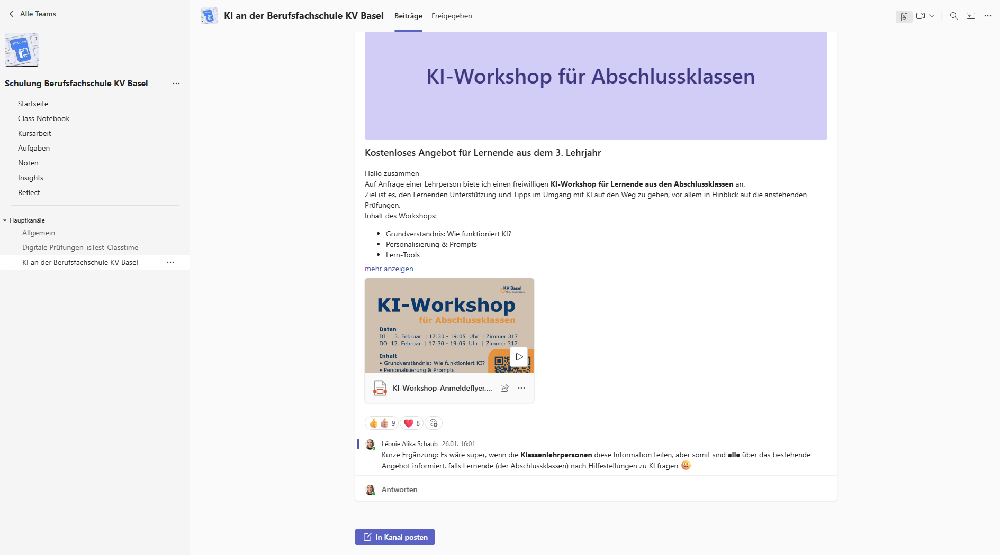 Alle Teams
SCHULUNG
Schulung Berufsfachschule KV Basel
Startseite
Class Notebook
Kursarbeit
Aufgaben
Noten
Insights
Reflect
Hauptkanäle
Allgemein
Digitale Prüfungen_isTest_Classtime
KI an der Berufsfachschule KV Basel
KI an der Berufsfachschule KV Basel
Beiträge
Freigegeben
KI-Workshop für Abschlussklassen
Kostenloses Angebot für Lernende aus dem 3. Lehrjahr
Hallo zusammen
Auf Anfrage einer Lehrperson biete ich einen freiwilligen KI-Workshop für Lernende aus den Abschlussklassen an.
Ziel ist es, den Lernenden Unterstützung und Tipps im Umgang mit KI auf den Weg zu geben, vor allem in Hinblick auf die anstehenden
Prüfungen.
Inhalt des Workshops:
• Grundverständnis: Wie funktioniert KI?
• Personalisierung & Prompts
• Lern-Tools
mehr anzeigen
KV Basel
KI-Workshop
für Abschlussklassen
Daten
DI 3. Februar | 17:30 - 19:05 Uhr | Zimmer 317
DO 12. Februar | 17:30 - 19:05 Uhr | Zimmer 317
Inhalt
• Grundverständnis: Wie funktioniert KI?
• Personalisierung & Prompts
KI-Workshop-Anmeldeflyer....
9
8
Léonie Alika Schaub 26.01. 16:01
Kurze Ergänzung: Es wäre super, wenn die Klassenlehrpersonen diese Information teilen, aber somit sind alle über das bestehende
Angebot informiert, falls Lernende (der Abschlussklassen) nach Hilfestellungen zu KI fragen
Antworten
In Kanal posten